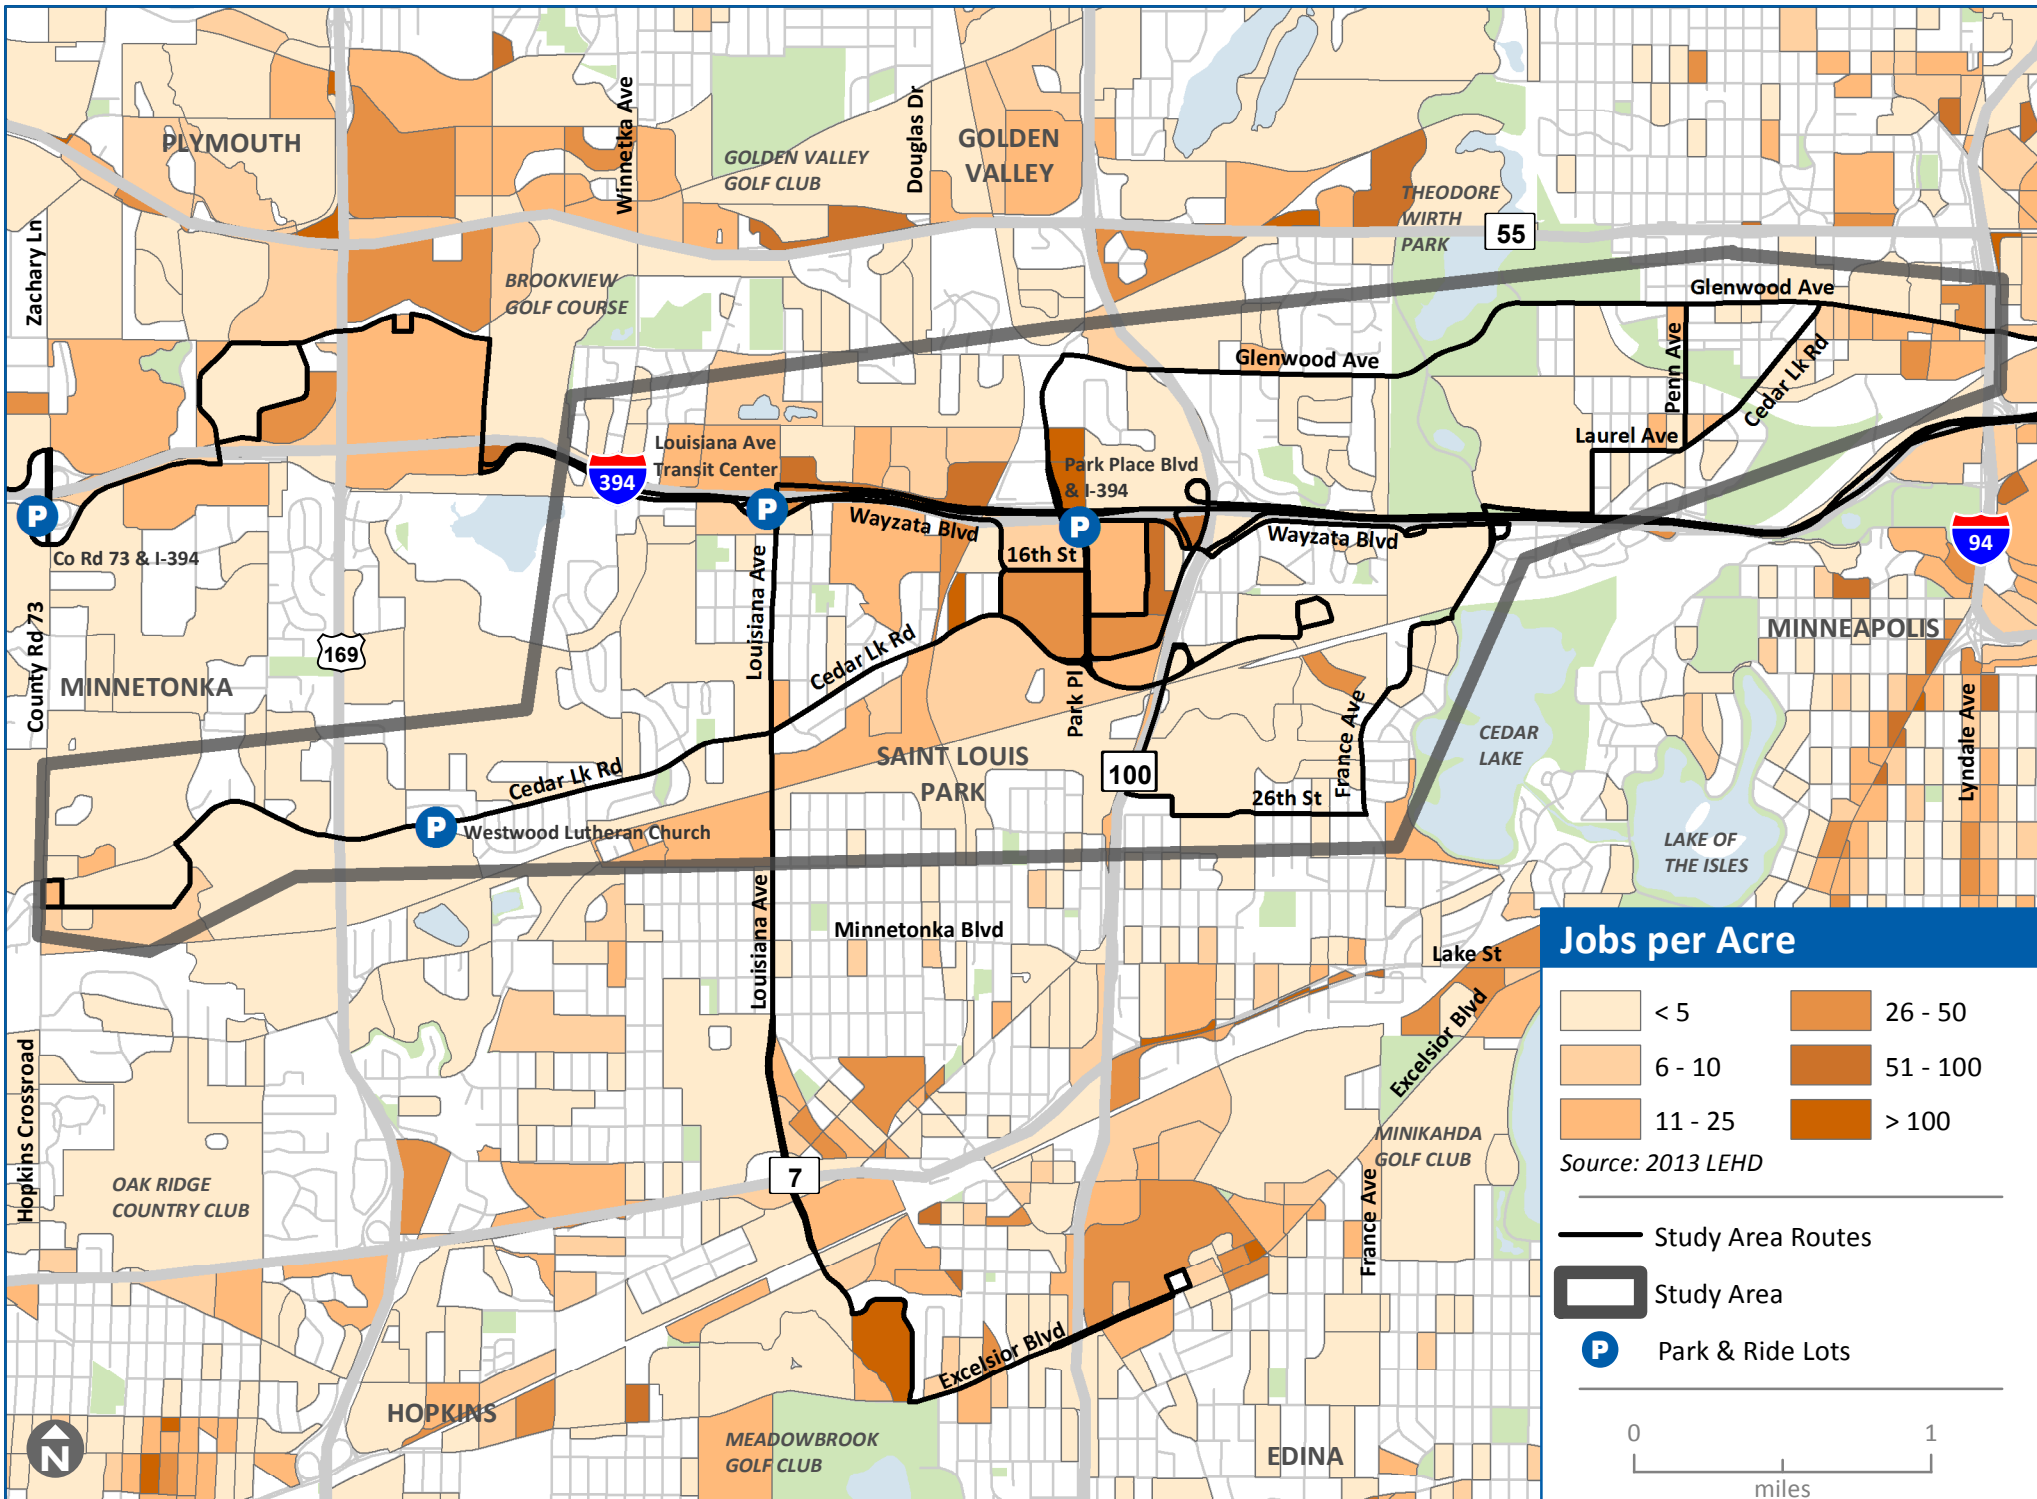 PLYMOUTH
Winnetka Ave
GOLDEN VALLEY
GOLF CLUB
Douglas Dr
GOLDEN
VALLEY
THEODORE
WIRTH
PARK
55
Zachary Ln
BROOKVIEW
GOLF COURSE
Glenwood Ave
Glenwood Ave
Penn Ave
Cedar Lk Rd
Laurel Ave
Louisiana Ave
Transit Center
394
Park Place Blvd
& I-394
P
P
P
Wayzata Blvd
Wayzata Blvd
94
Co Rd 73 & I-394
16th St
Louisiana Ave
County Rd 73
169
MINNEAPOLIS
MINNETONKA
Cedar Lk Rd
Park Pl
France Ave
Lyndale Ave
CEDAR
LAKE
SAINT LOUIS
PARK
100
Cedar Lk Rd
26th St
P
Westwood Lutheran Church
LAKE OF
THE ISLES
Louisiana Ave
Minnetonka Blvd
Lake St
Excelsior Blvd
Hopkins Crossroad
MINIKAHDA
GOLF CLUB
France Ave
7
OAK RIDGE
COUNTRY CLUB
Excelsior Blvd
HOPKINS
MEADOWBROOK
GOLF CLUB
EDINA
N
Jobs per Acre
< 5
26 - 50
6 - 10
51 - 100
11 - 25
> 100
Source: 2013 LEHD
Study Area Routes
Study Area
P
Park & Ride Lots
0 1
miles